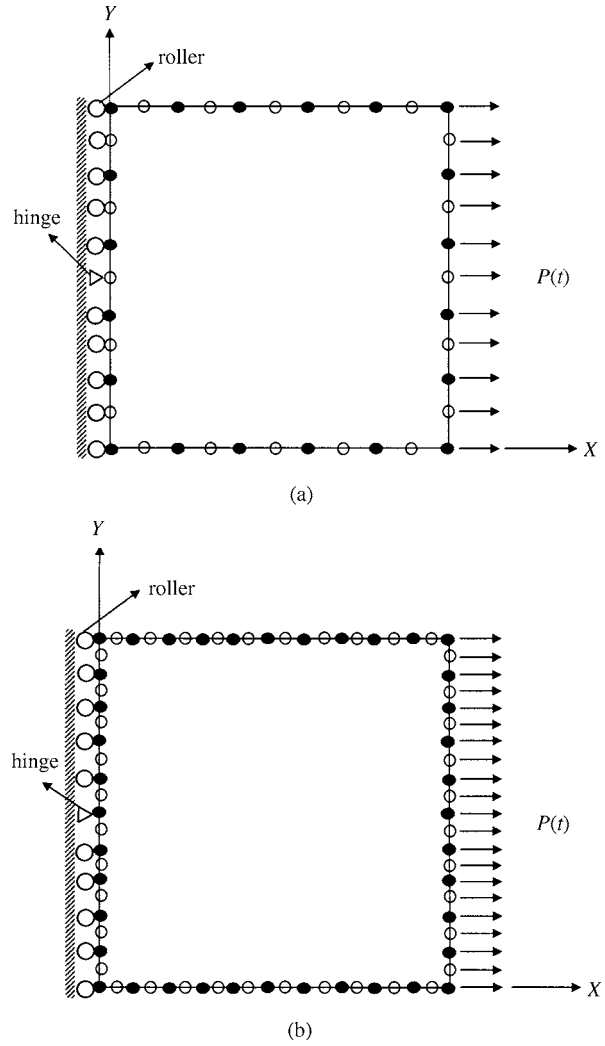 Y
roller
hinge
P(t)
X
(a)
Y
roller
hinge
P(t)
X
(b)